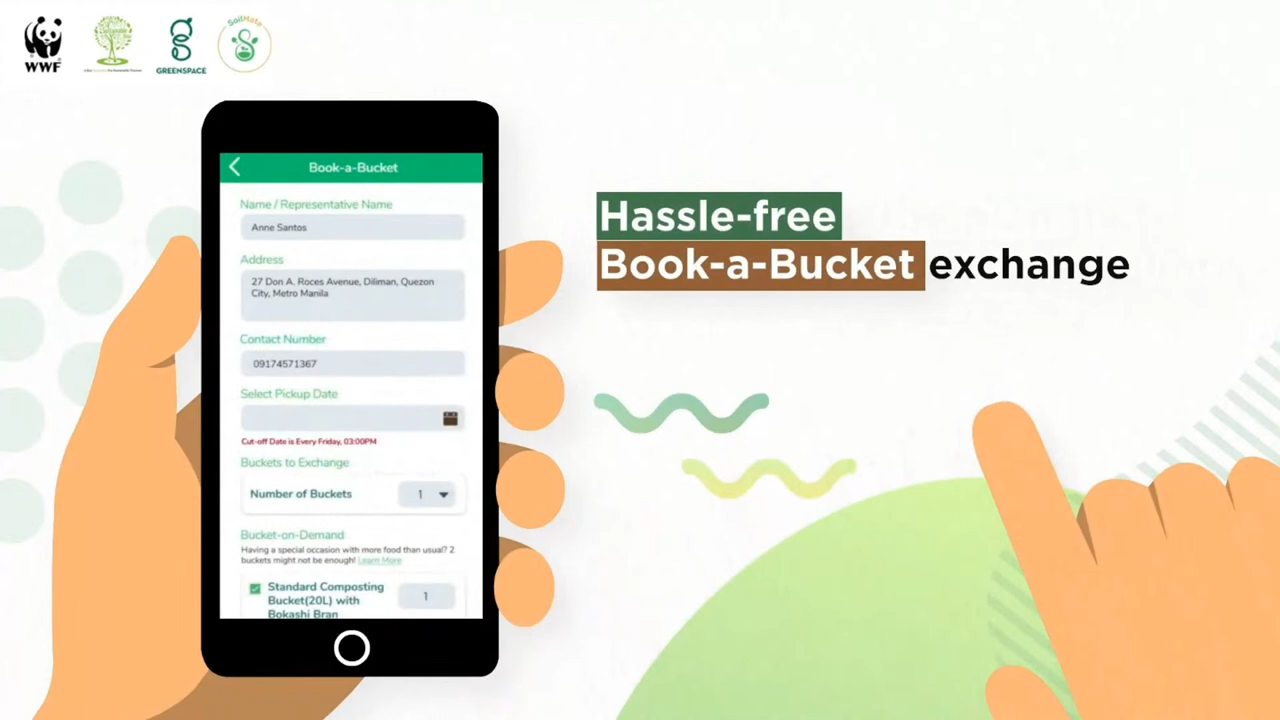 WWF
GREENSPACE
SoilMate
Book-a-Bucket
Name / Representative Name
Anne Santos
Address
27 Don A. Roces Avenue, Diliman, Quezon
City, Metro Manila
Contact Number
09174571367
Select Pickup Date
Cut-off Date is Every Friday, 03:00PM
Buckets to Exchange
Number of Buckets
1
Bucket-on-Demand
Having a special occasion with more food than usual? 2
buckets might not be enough! Learn More
Standard Composting
Bucket(20L) with
Bokashi Bran
1
Hassle-free
Book-a-Bucket exchange